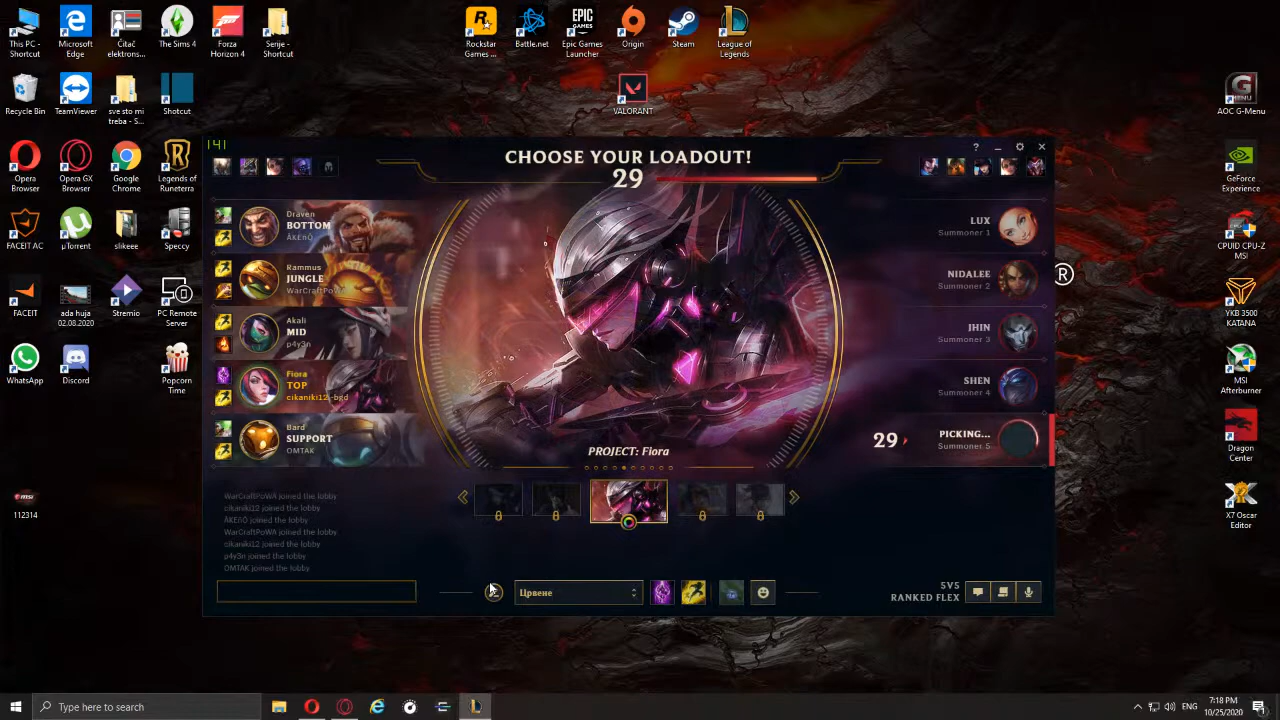 This PC - Shortcut
Microsoft Edge
Čitač elektrons...
The Sims 4
Forza Horizon 4
Serije - Shortcut
Rockstar Games ...
Battle.net
EPIC GAMES
Epic Games Launcher
Origin
Steam
League of Legends
Recycle Bin
TeamViewer
sve sto mi treba - S...
Shotcut
VALORANT
G MENU
AOC G-Menu
Opera Browser
Opera GX Browser
Google Chrome
Legends of Runeterra
GeForce Experience
FACEIT AC
µTorrent
slikeee
Speccy
CPUID CPU-Z MSI
FACEIT
ada huja 02.08.2020
Stremio
PC Remote Server
YKB 3500 KATANA
WhatsApp
Discord
Popcorn Time
MSI Afterburner
Dragon Center
msi
112314
X7 Oscar Editor
®
141
CHOOSE YOUR LOADOUT!
29
Draven
BOTTOM
Rammus
JUNGLE
WarCraftPoWA
Akali
MID
p4y3n
Fiora
TOP
cikaniki12 -bgd
Bard
SUPPORT
OMTAK
LUX
Summoner 1
NIDALEE
Summoner 2
JHIN
Summoner 3
SHEN
Summoner 4
29
PICKING...
Summoner 5
PROJECT: Fiora
WarCraftPoWA joined the lobby
cikaniki12 joined the lobby
joined the lobby
WarCraftPoWA joined the lobby
cikaniki12 joined the lobby
p4y3n joined the lobby
OMTAK joined the lobby
Црвене
5V5
RANKED FLEX
Type here to search
7:18 PM
10/25/2020